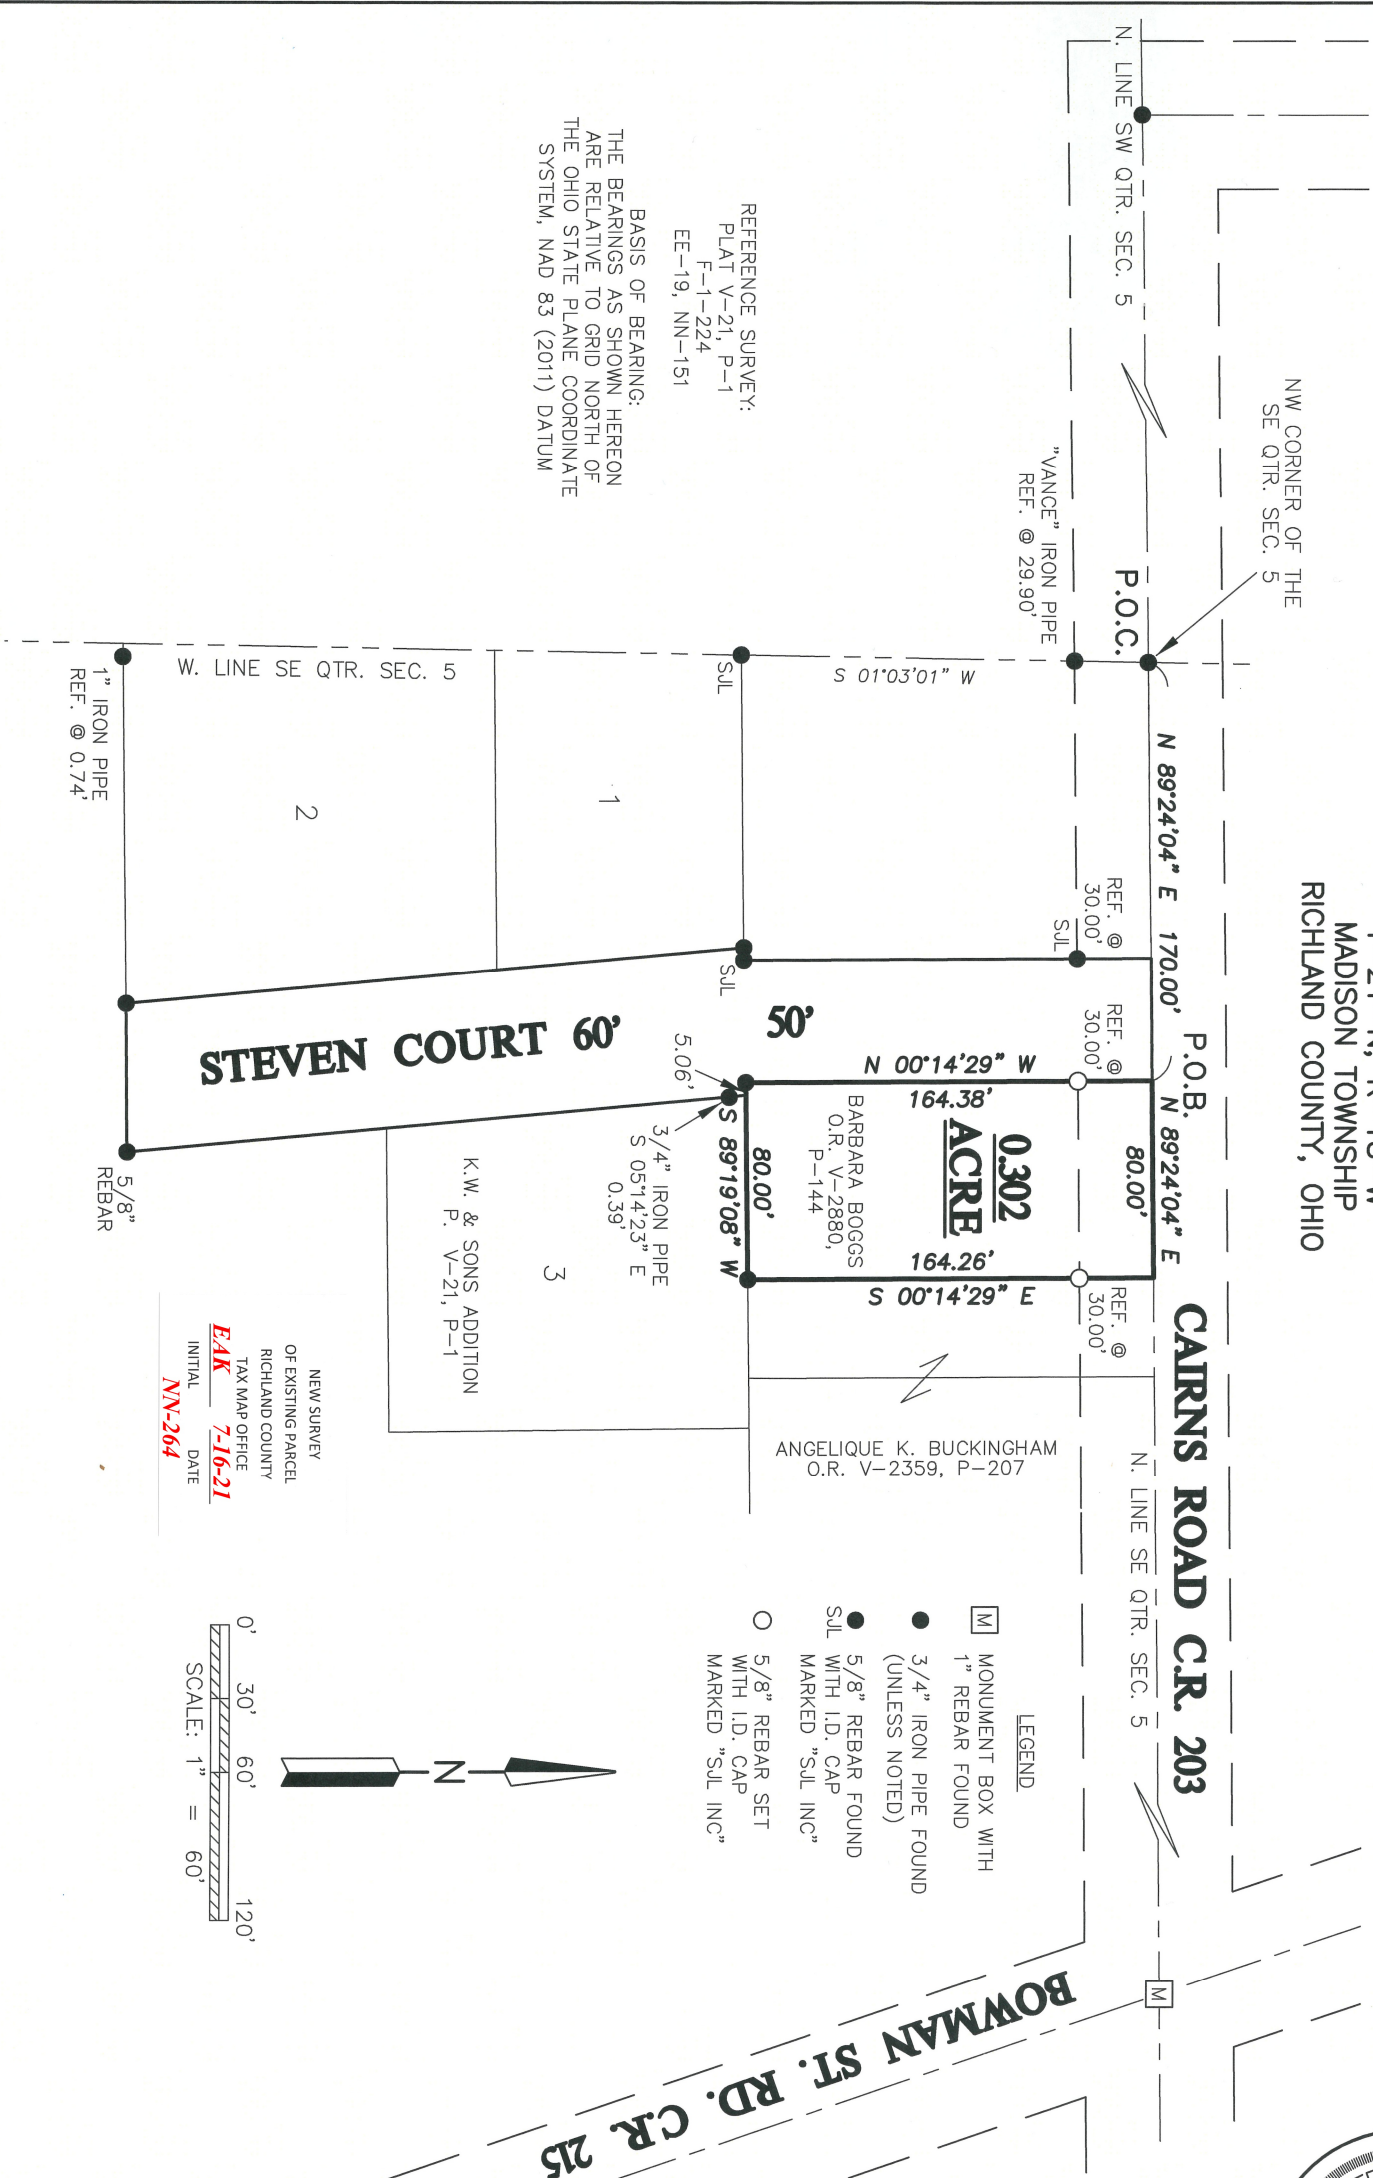 MADISON TOWNSHIP
RICHLAND COUNTY, OHIO
NW CORNER OF THE
SE QTR. SEC. 5
N. LINE SW QTR. SEC. 5
P.O.C.
"VANCE" IRON PIPE
REF. @ 29.90'
N 89°24'04" E 170.00'
P.O.B.
N 89°24'04" E
80.00'
CAIRNS ROAD C.R. 203
N. LINE SE QTR. SEC. 5
M
BOWMAN ST. RD. C.R. 215
REF. @
30.00'
SJL
REF. @
30.00'
REF. @
30.00'
S 01°03'01" W
SJL
W. LINE SE QTR. SEC. 5
1" IRON PIPE
REF. @ 0.74'
1
2
SJL
50'
STEVEN COURT 60'
N 00°14'29" W
164.38'
0.302
ACRE
BARBARA BOGGS
O.R. V-2880,
P-144
164.26'
S 00°14'29" E
80.00'
S 89°19'08" W
5.06'
3/4" IRON PIPE
S 05°14'23" E
0.39'
5/8"
REBAR
3
K.W. & SONS ADDITION
P. V-21, P-1
ANGELIQUE K. BUCKINGHAM
O.R. V-2359, P-207
REFERENCE SURVEY:
PLAT V-21, P-1
F-1-224
EE-19, NN-151
BASIS OF BEARING:
THE BEARINGS AS SHOWN HEREON
ARE RELATIVE TO GRID NORTH OF
THE OHIO STATE PLANE COORDINATE
SYSTEM, NAD 83 (2011) DATUM
LEGEND
M MONUMENT BOX WITH
1" REBAR FOUND
3/4" IRON PIPE FOUND
(UNLESS NOTED)
5/8" REBAR FOUND
SJL WITH I.D. CAP
MARKED "SJL INC"
5/8" REBAR SET
WITH I.D. CAP
MARKED "SJL INC"
N
0' 30' 60' 120'
SCALE: 1" = 60'
NEW SURVEY
OF EXISTING PARCEL
RICHLAND COUNTY
TAX MAP OFFICE
EAK 7-16-21
INITIAL DATE
NN-264